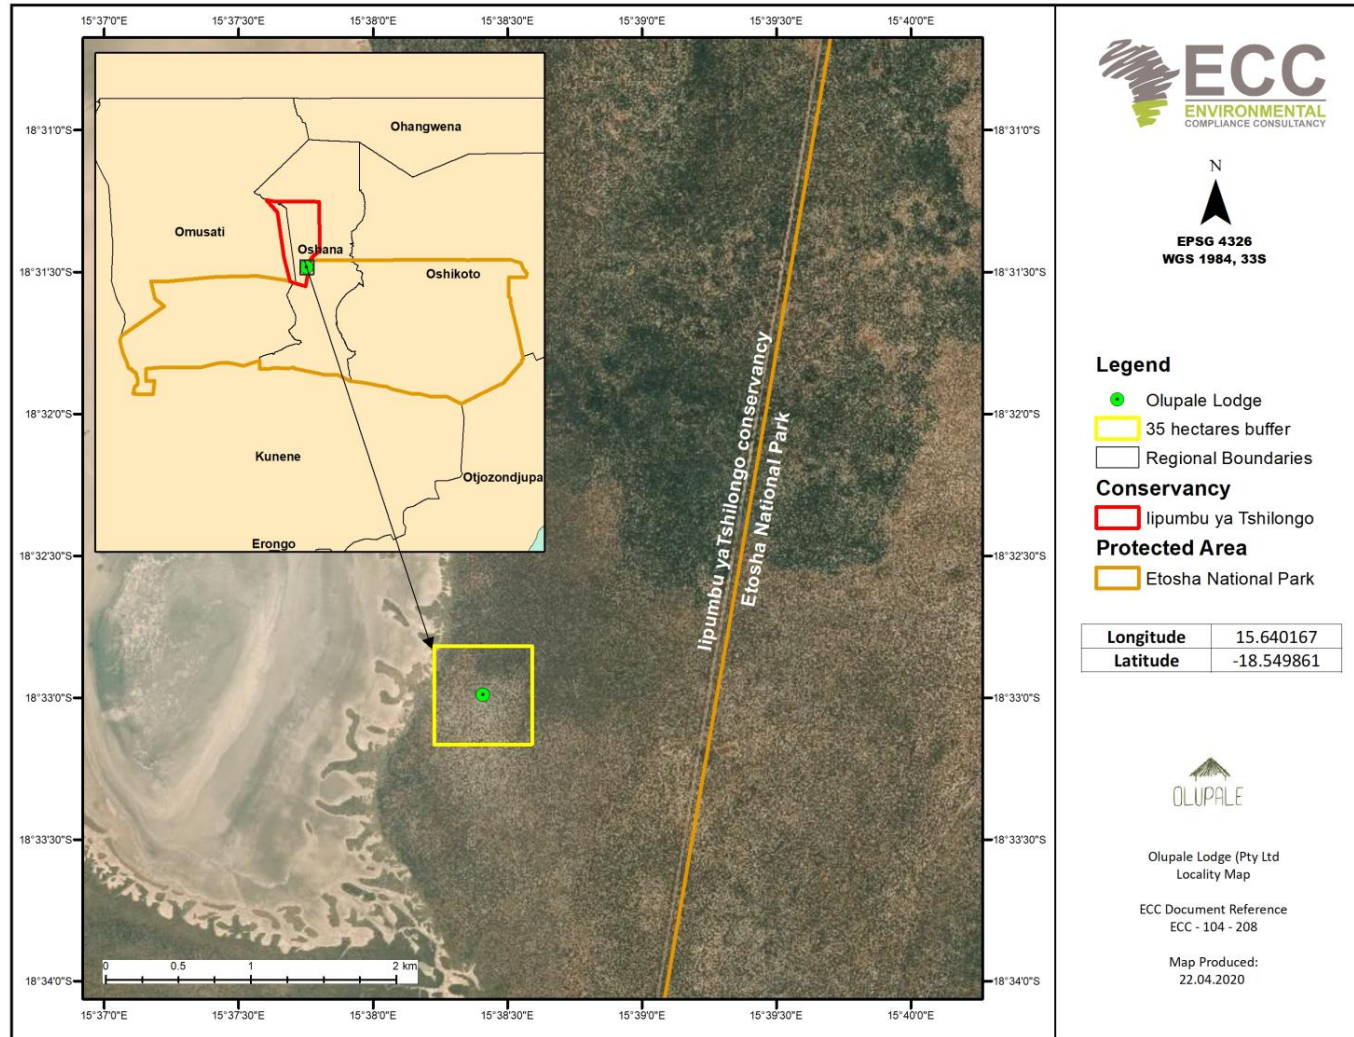 15°37'0"E
15°37'30"E
15°38'0"E
15°38'30"E
15°39'0"E
15°39'30"E
15°40'0"E
18°31'0"S
18°31'0"S
18°31'30"S
18°31'30"S
18°32'0"S
18°32'0"S
18°32'30"S
18°32'30"S
18°33'0"S
18°33'0"S
18°33'30"S
18°33'30"S
18°34'0"S
18°34'0"S
Ohangwena
Omusati
Oshana
Oshikoto
Kunene
Otjozondjupa
Erongo
Iipumbu yaTshilongo conservancy
Etosha National Park
0 0.5 1 2 km
15°37'0"E
15°37'30"E
15°38'0"E
15°38'30"E
15°39'0"E
15°39'30"E
15°40'0"E
ECC
ENVIRONMENTAL
COMPLIANCE CONSULTANCY
N
EPSG 4326
WGS 1984, 33S
Legend
Olupale Lodge
35 hectares buffer
Regional Boundaries
Conservancy
Iipumbu ya Tshilongo
Protected Area
Etosha National Park
Longitude 15.640167
Latitude -18.549861
OLUPALE
Olupale Lodge (Pty Ltd
Locality Map
ECC Document Reference
ECC - 104 - 208
Map Produced:
22.04.2020